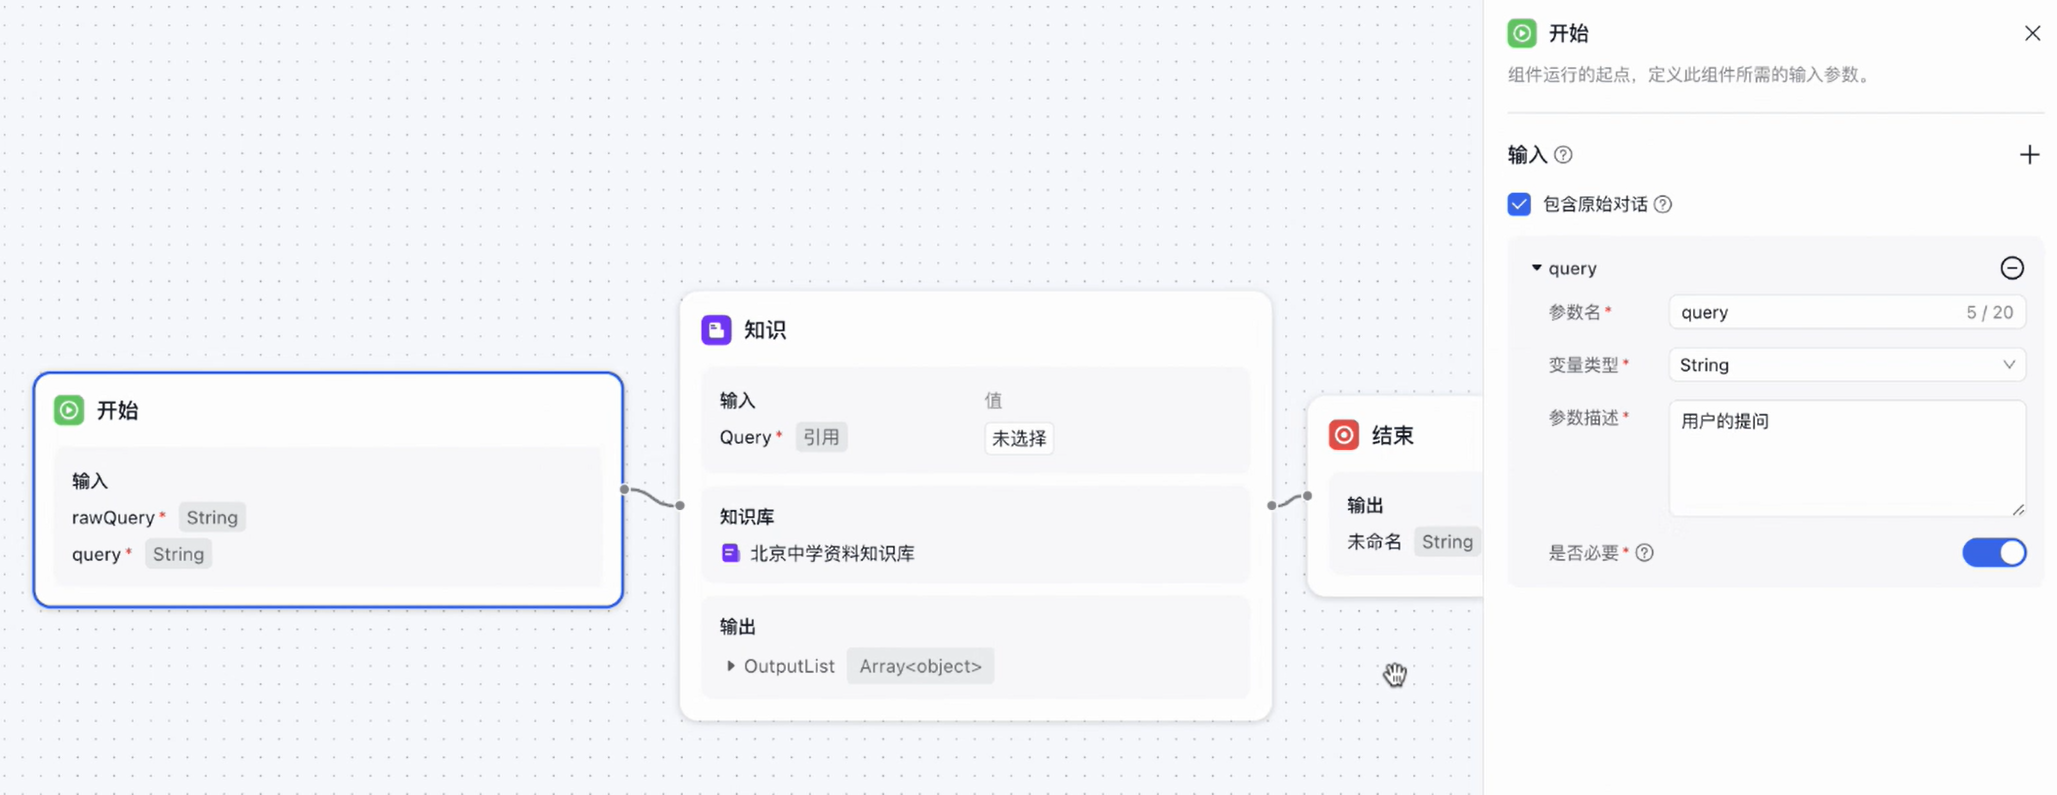 开始
输入
rawQuery* String
query* String
知识
输入 值
Query* 引用 未选择
知识库
北京中学资料知识库
输出
OutputList Array<object>
结束
输出
未命名 String
开始
组件运行的起点，定义此组件所需的输入参数。
输入
包含原始对话
query
参数名* query 5 / 20
变量类型* String
参数描述* 用户的提问
是否必要*